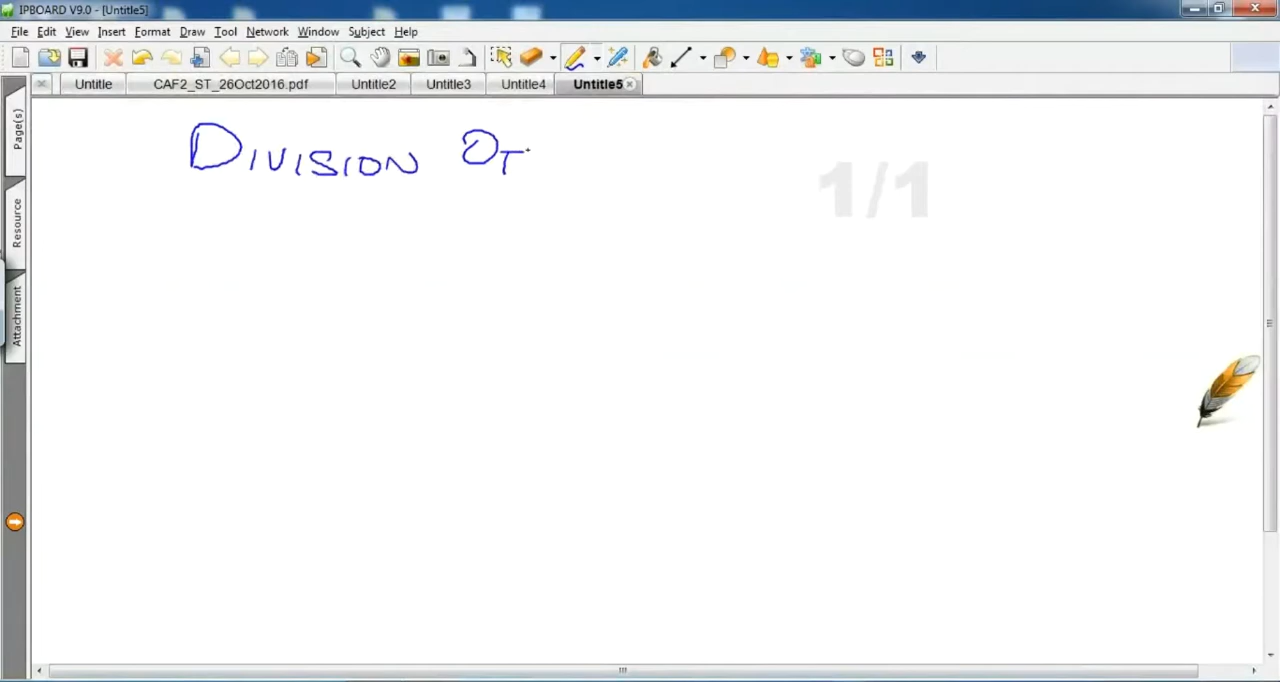 IPBOARD V9.0 - [Untitle5]
File Edit View Insert Format Draw Tool Network Window Subject Help
Untitle CAF2_ST_26Oct2016.pdf Untitle2 Untitle3 Untitle4 Untitle5
Page(s)
Resource
Attachment
DIVISION
1/1